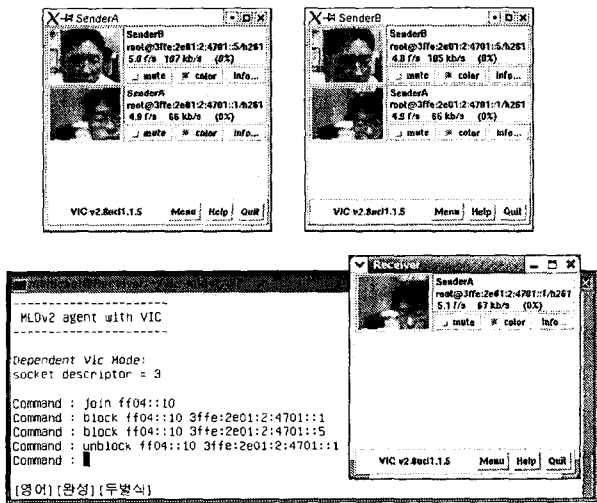 SenderA
SenderB
root@3ffe:2e01:2:4701::5/h261
5.0 f/s 107 kb/s (0%)
mute color Info...
SenderA
root@3ffe:2e01:2:4701::1/h261
4.9 f/s 66 kb/s (0%)
mute color Info...
VIC v2.8ucl1.1.5 Menu Help Quit
SenderB
SenderB
root@3ffe:2e01:2:4701::5/h261
4.8 f/s 105 kb/s (0%)
mute color Info...
SenderA
root@3ffe:2e01:2:4701::1/h261
4.9 f/s 66 kb/s (0%)
mute color Info...
VIC v2.8ucl1.1.5 Menu Help Quit
MLDv2 agent with VIC
Dependent Vic Mode:
socket descriptor = 3
Command : join ff04::10
Command : block ff04::10 3ffe:2e01:2:4701::1
Command : block ff04::10 3ffe:2e01:2:4701::5
Command : unblock ff04::10 3ffe:2e01:2:4701::1
Command :
[영어][완성][두벌식]
Receiver
SenderA
root@3ffe:2e01:2:4701::1/h261
5.1 f/s 67 kb/s (0%)
mute color Info...
VIC v2.8ucl1.1.5 Menu Help Quit